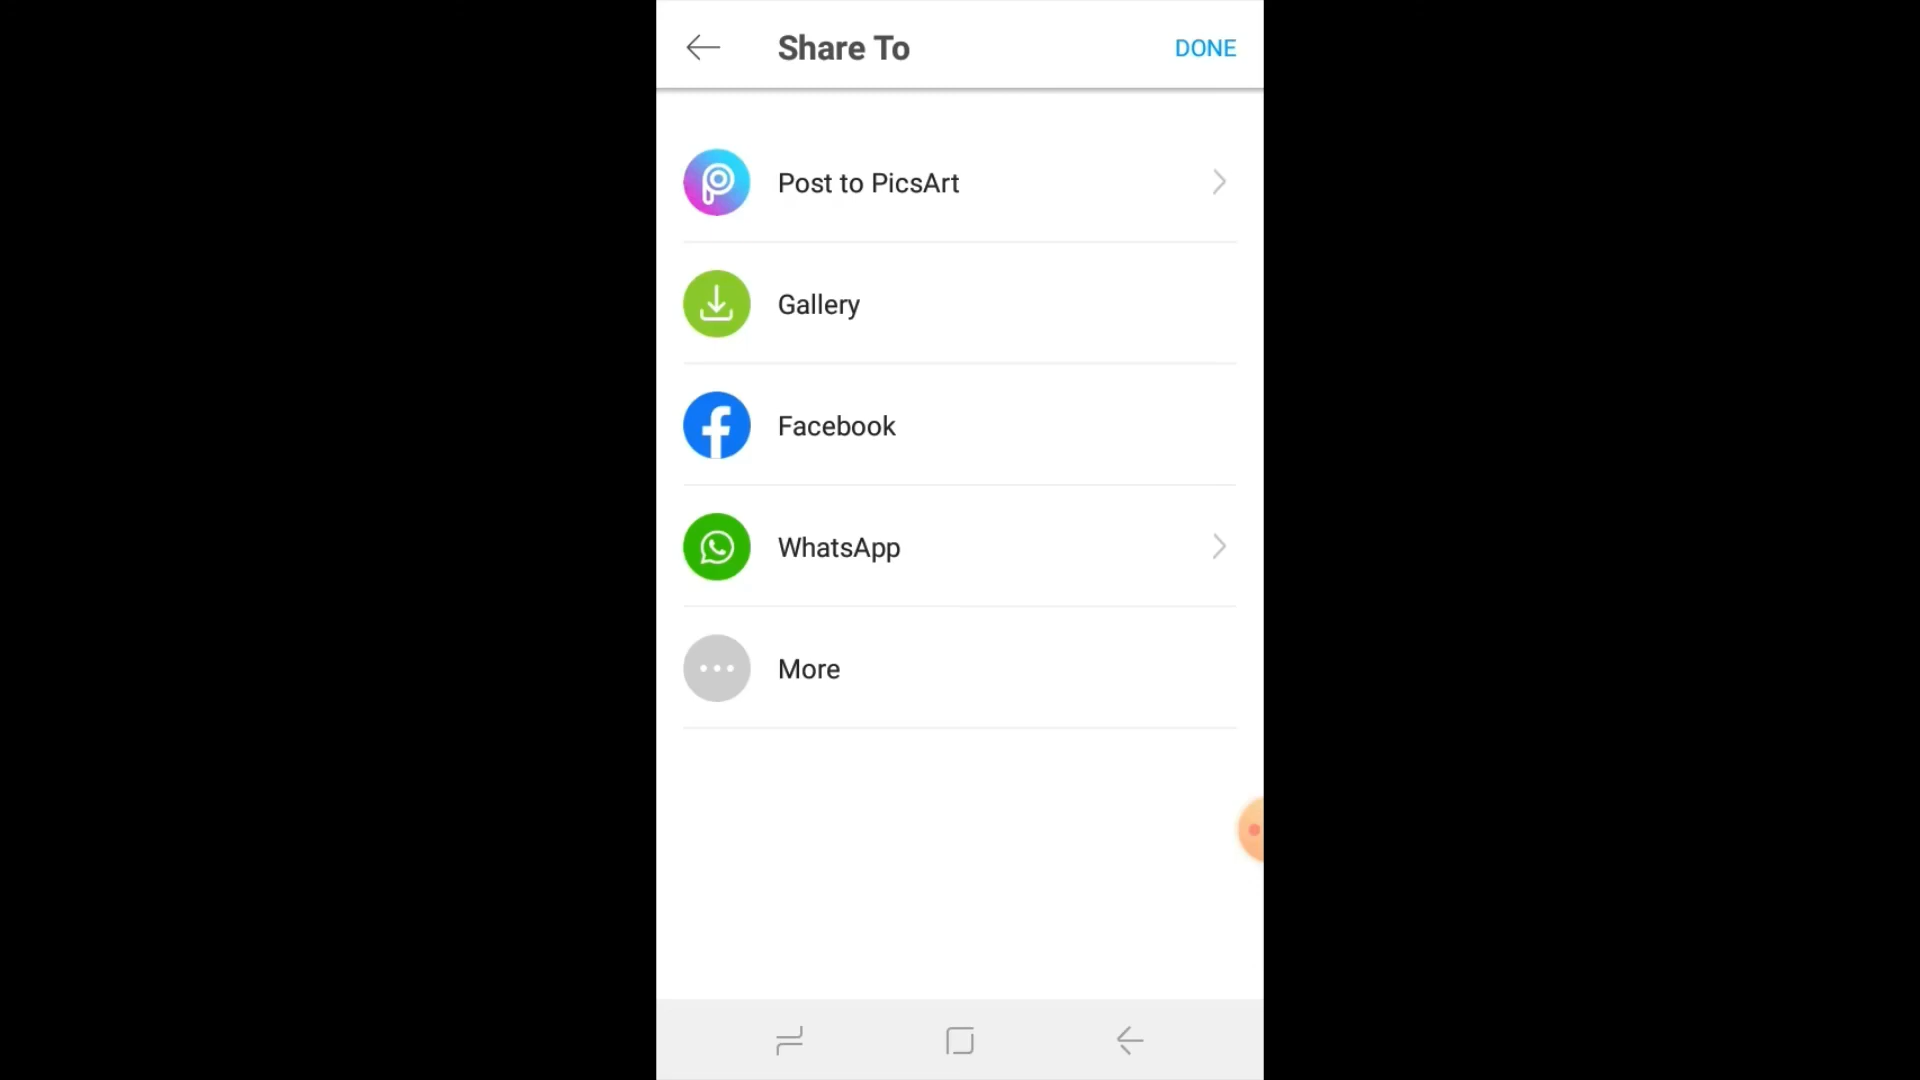 Share To
DONE
Post to PicsArt
Gallery
Facebook
WhatsApp
More